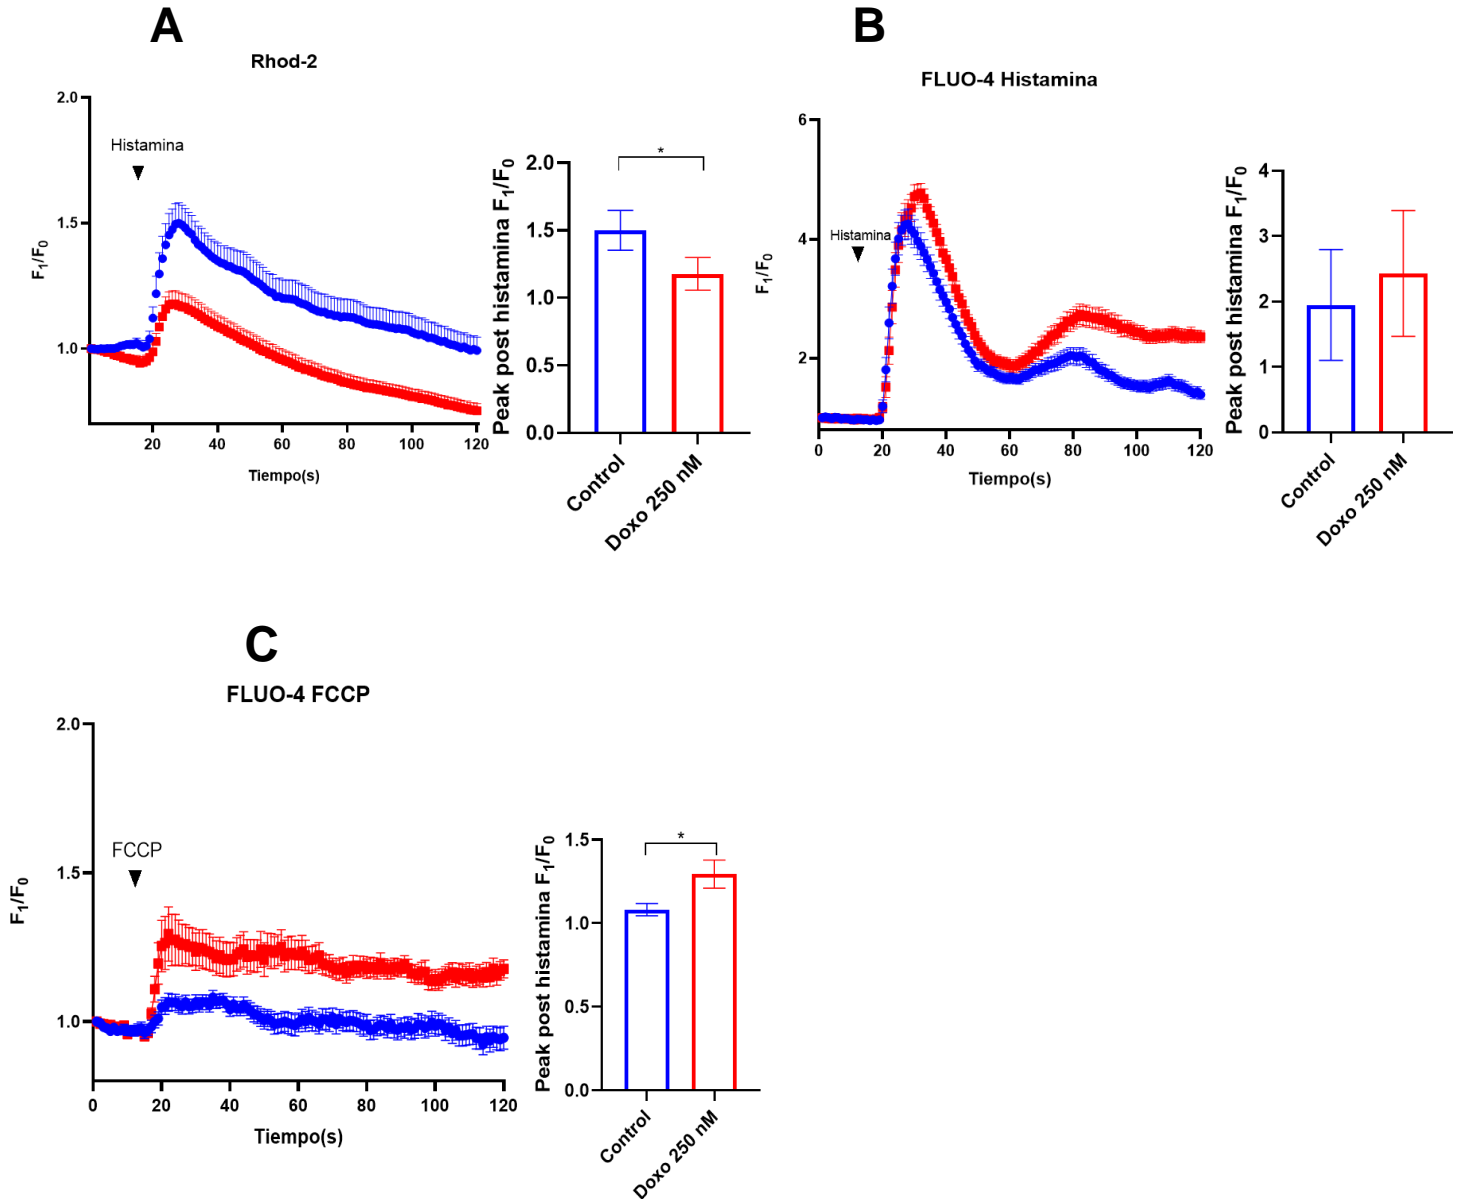 A
Rhod-2
2.0
1.5
1.0
F1/F0
Histamina
20 40 60 80 100 120
Tiempo(s)
Peak post histamina F1/F0
2.0
1.5
1.0
0.5
0.0
*
Control
Doxo 250 nM
B
FLUO-4 Histamina
6
4
2
F1/F0
Histamina
0 20 40 60 80 100 120
Tiempo(s)
Peak post histamina F1/F0
4
3
2
1
0
Control
Doxo 250 nM
C
FLUO-4 FCCP
2.0
1.5
1.0
F1/F0
FCCP
0 20 40 60 80 100 120
Tiempo(s)
Peak post histamina F1/F0
1.5
1.0
0.5
0.0
*
Control
Doxo 250 nM